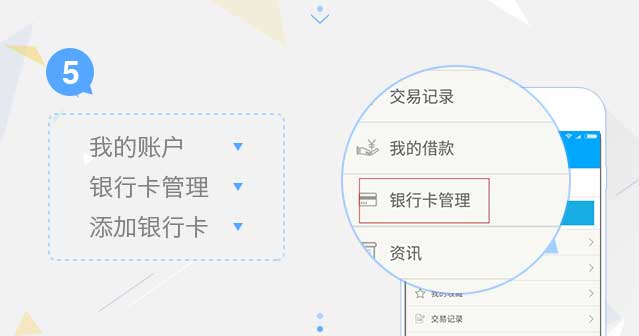 5
我的账户
银行卡管理
添加银行卡
交易记录
我的借款
银行卡管理
资讯
我的收藏
交易记录